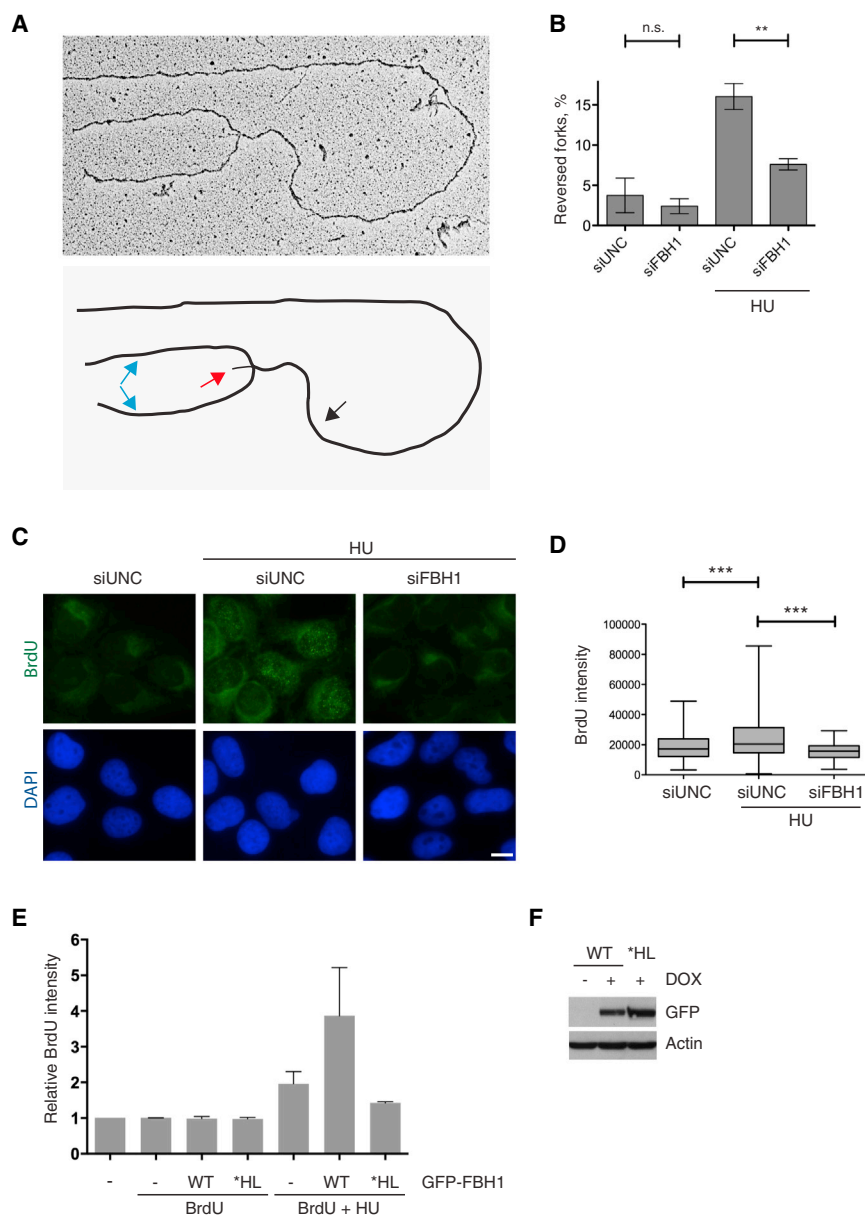 A
B
n.s.
**
Reversed forks, %
15
10
5
0
siUNC
siFBH1
siUNC
siFBH1
HU
C
HU
siUNC
siUNC
siFBH1
BrdU
DAPI
D
***
***
BrdU intensity
100000
80000
60000
40000
20000
0
siUNC
siUNC
siFBH1
HU
E
Relative BrdU intensity
6
5
4
3
2
1
0
- - WT *HL - WT *HL GFP-FBH1
BrdU
BrdU + HU
F
WT *HL
- + + DOX
GFP
Actin